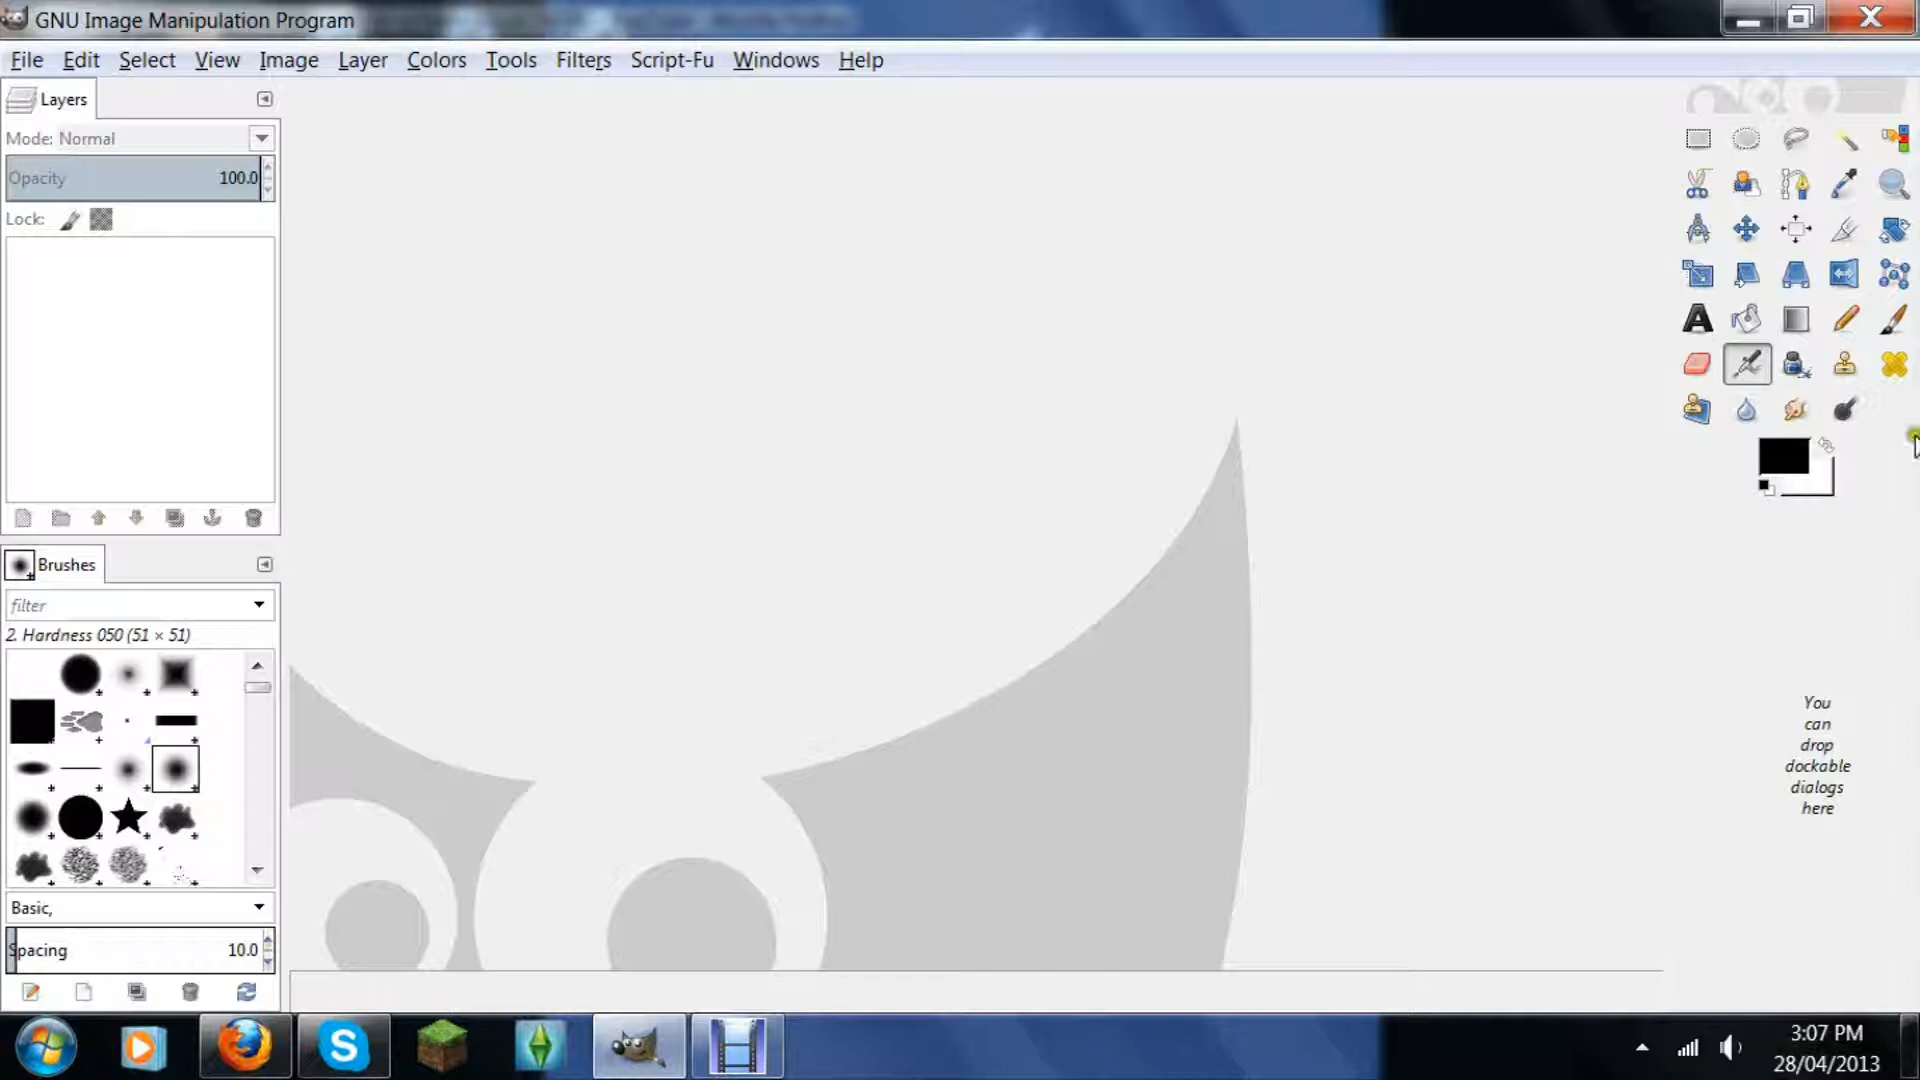 GNU Image Manipulation Program
File Edit Select View Image Layer Colors Tools Filters Script-Fu Windows Help
Layers
Mode: Normal
Opacity 100.0
Lock:
Brushes
filter
2. Hardness 050 (51 × 51)
Basic,
Spacing 10.0
You
can
drop
dockable
dialogs
here
3:07 PM
28/04/2013